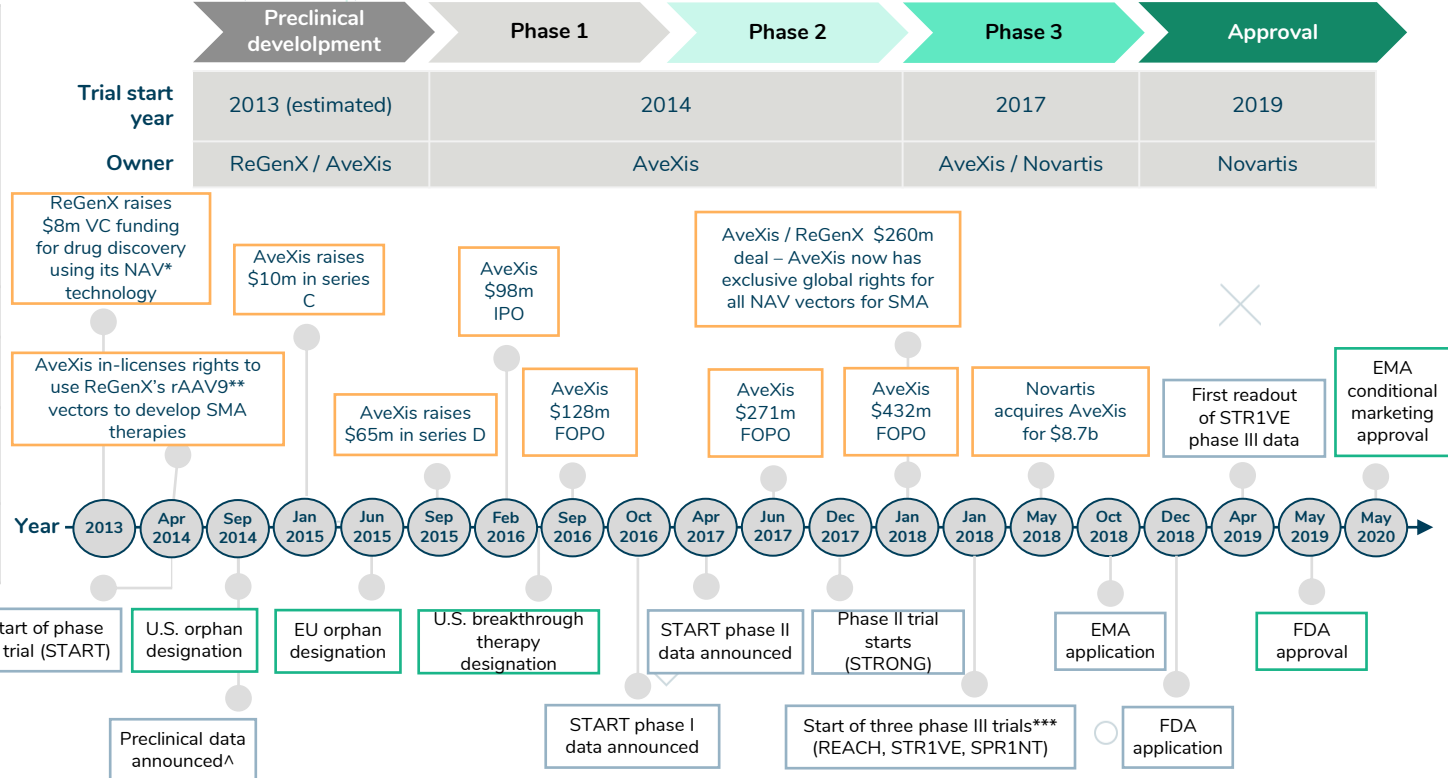 Preclinical
develolpment
Phase 1
Phase 2
Phase 3
Approval
Trial start
year
2013 (estimated)
2014
2017
2019
Owner
ReGenX / AveXis
AveXis
AveXis / Novartis
Novartis
ReGenX raises
$8m VC funding
for drug discovery
using its NAV*
technology
AveXis raises
$10m in series
C
AveXis
$98m
IPO
AveXis / ReGenX $260m
deal – AveXis now has
exclusive global rights for
all NAV vectors for SMA
AveXis in-licenses rights to
use ReGenX's rAAV9**
vectors to develop SMA
therapies
AveXis raises
$65m in series D
AveXis
$128m
FOPO
AveXis
$271m
FOPO
AveXis
$432m
FOPO
Novartis
acquires AveXis
for $8.7b
First readout
of STR1VE
phase III data
EMA
conditional
marketing
approval
Year
2013
Apr
2014
Sep
2014
Jan
2015
Jun
2015
Sep
2015
Feb
2016
Sep
2016
Oct
2016
Apr
2017
Jun
2017
Dec
2017
Jan
2018
Jan
2018
May
2018
Oct
2018
Dec
2018
Apr
2019
May
2019
May
2020
tart of phase
trial (START)
U.S. orphan
designation
EU orphan
designation
U.S. breakthrough
therapy
designation
START phase II
data announced
Phase II trial
starts
(STRONG)
EMA
application
FDA
approval
Preclinical data
announced^
START phase I
data announced
Start of three phase III trials***
(REACH, STR1VE, SPR1NT)
FDA
application